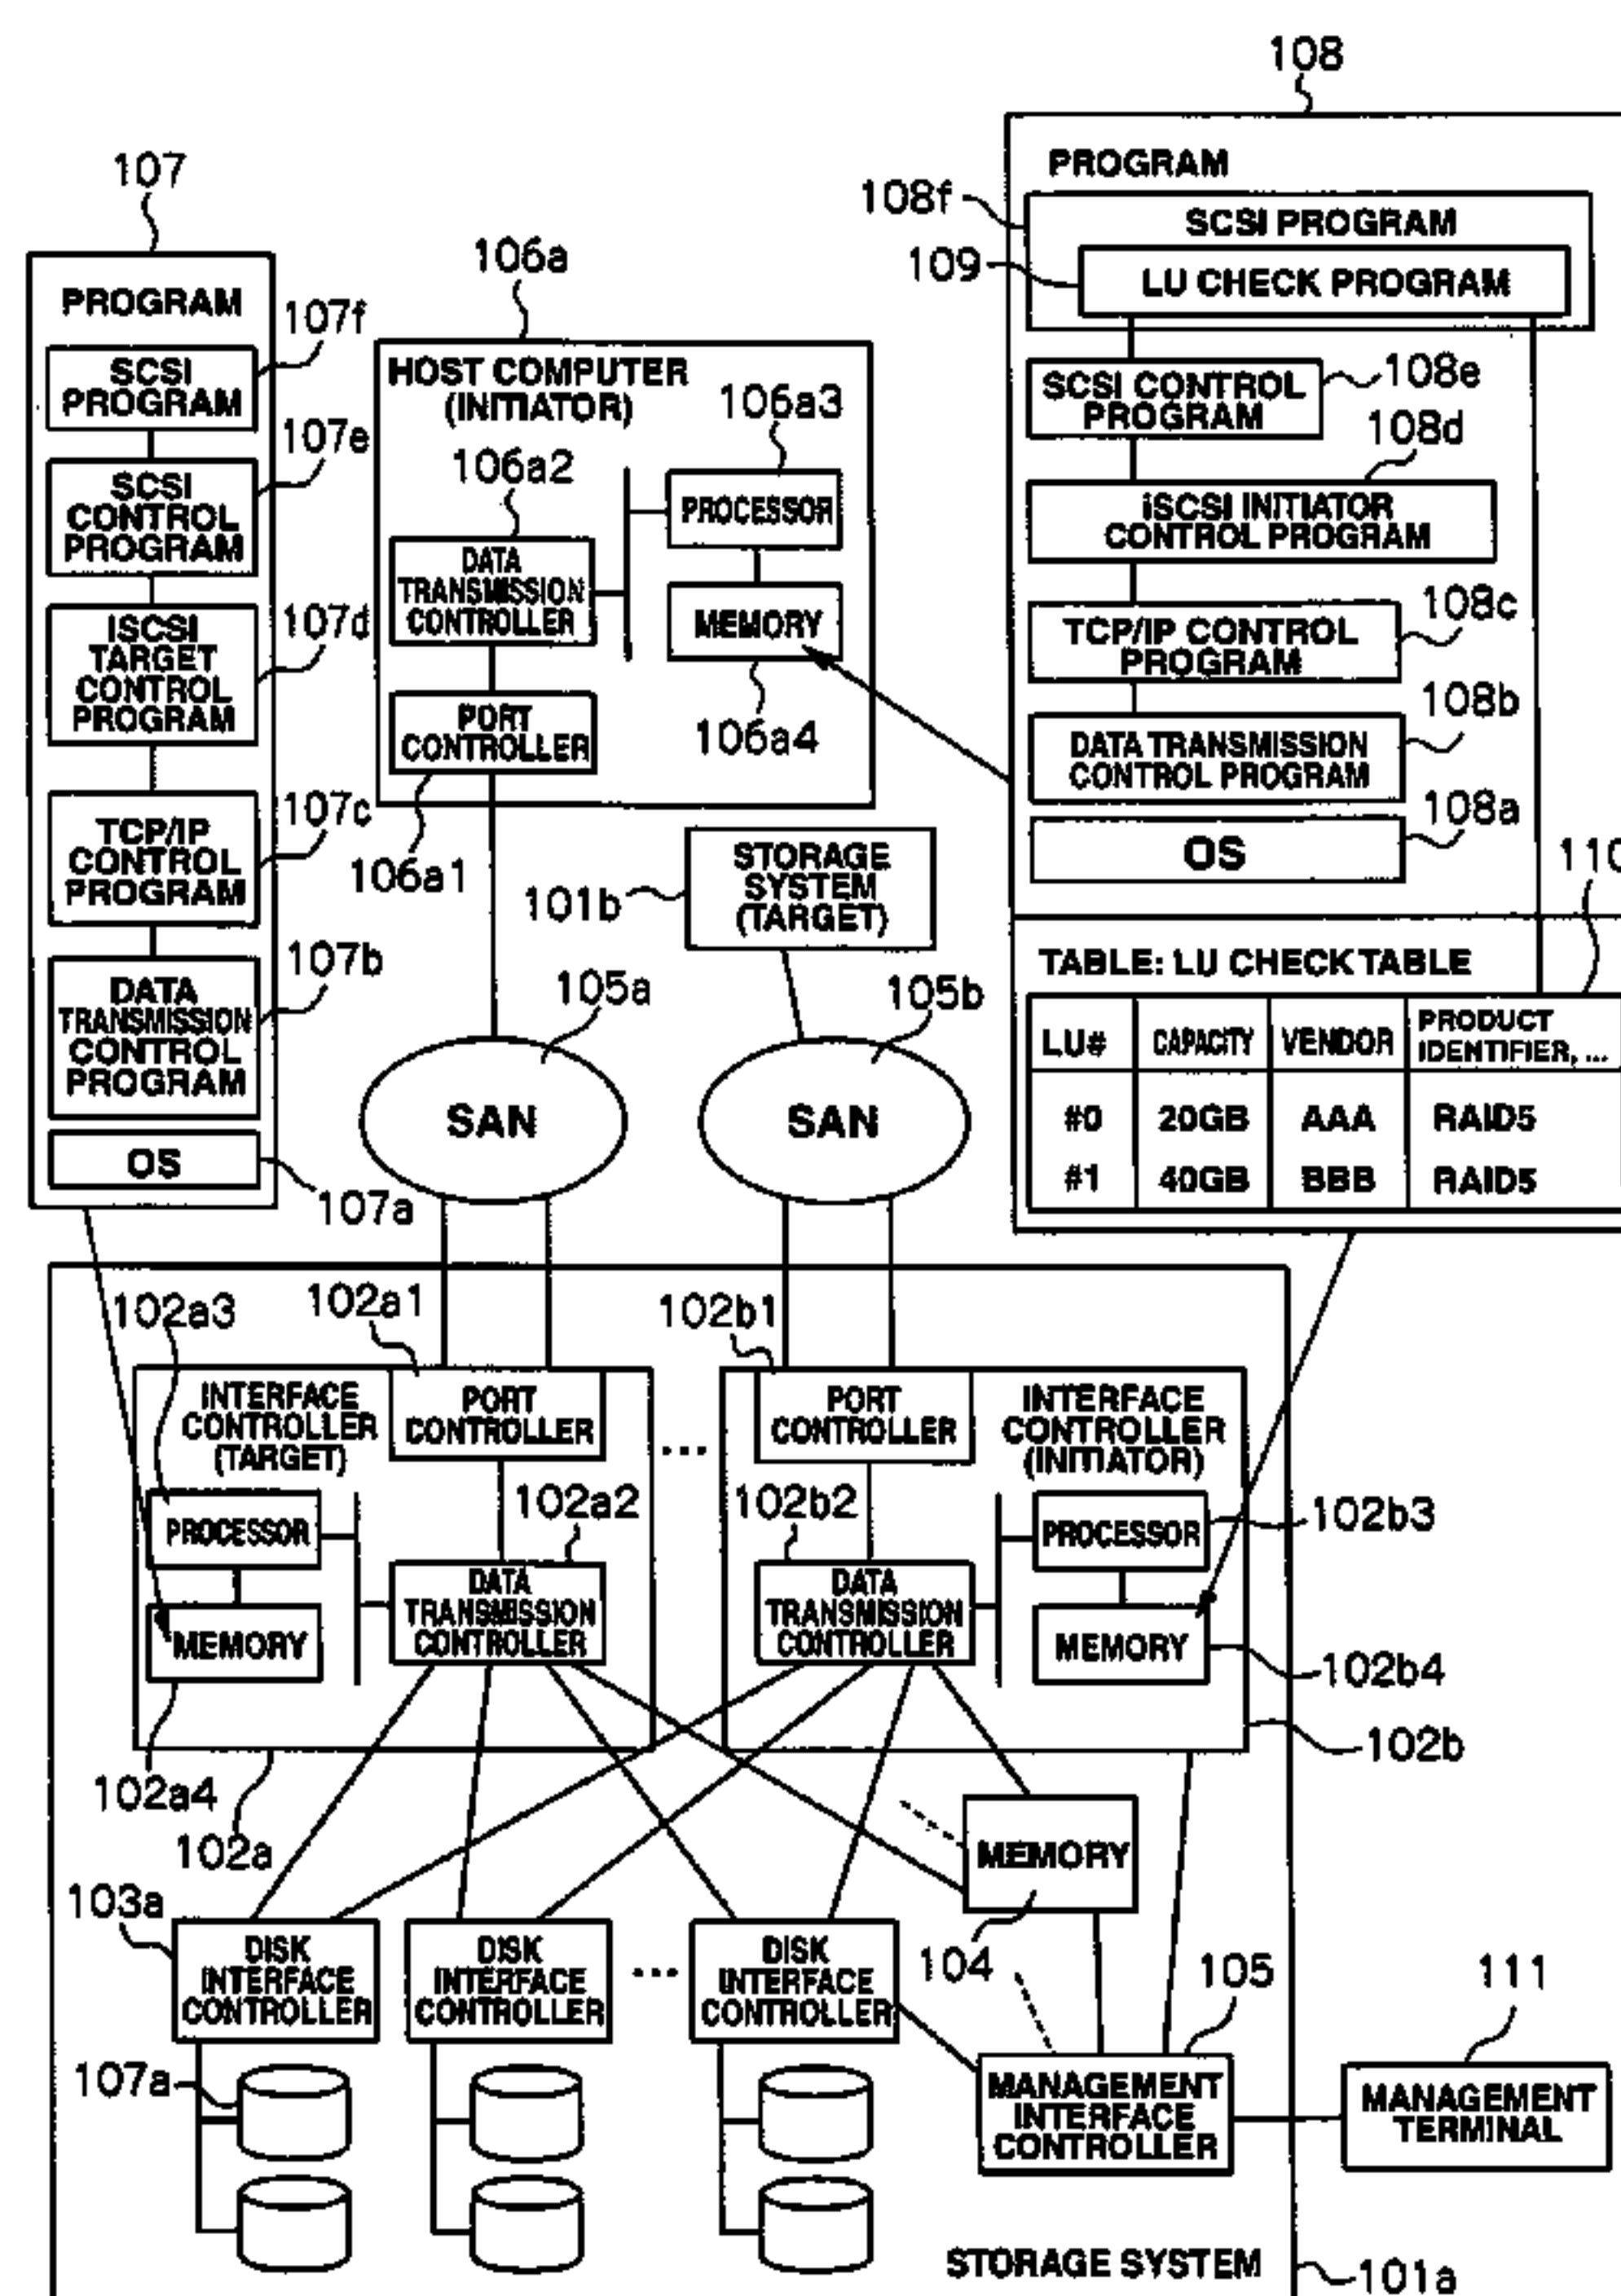 108
PROGRAM
108f
SCSI PROGRAM
109
LU CHECK PROGRAM
108e
SCSI CONTROL
PROGRAM
108d
iSCSI INITIATOR
CONTROL PROGRAM
108c
TCP/IP CONTROL
PROGRAM
108b
DATA TRANSMISSION
CONTROL PROGRAM
108a
OS
110
TABLE: LU CHECK TABLE
LU# CAPACITY VENDOR PRODUCT
IDENTIFIER, ...
#0 20GB AAA RAID5
#1 40GB BBB RAID5
107
PROGRAM
107f
SCSI
PROGRAM
107e
SCSI
CONTROL
PROGRAM
107d
ISCSI
TARGET
CONTROL
PROGRAM
107c
TCP/IP
CONTROL
PROGRAM
107b
DATA
TRANSMISSION
CONTROL
PROGRAM
OS
107a
106a
HOST COMPUTER
(INITIATOR)
106a3
106a2
PROCESSOR
DATA
TRANSMISSION
CONTROLLER
MEMORY
PORT
CONTROLLER
106a4
106a1
101b
STORAGE
SYSTEM
(TARGET)
105a
105b
SAN
SAN
102a3
102a1
102b1
INTERFACE
CONTROLLER
(TARGET)
PORT
CONTROLLER
...
PORT
CONTROLLER
INTERFACE
CONTROLLER
(INITIATOR)
102a2
102b2
PROCESSOR
PROCESSOR
102b3
DATA
TRANSMISSION
CONTROLLER
DATA
TRANSMISSION
CONTROLLER
MEMORY
MEMORY
102b4
102b
102a4
102a
MEMORY
104
103a
DISK
INTERFACE
CONTROLLER
DISK
INTERFACE
CONTROLLER
...
DISK
INTERFACE
CONTROLLER
105
111
107a
MANAGEMENT
INTERFACE
CONTROLLER
MANAGEMENT
TERMINAL
STORAGE SYSTEM
101a